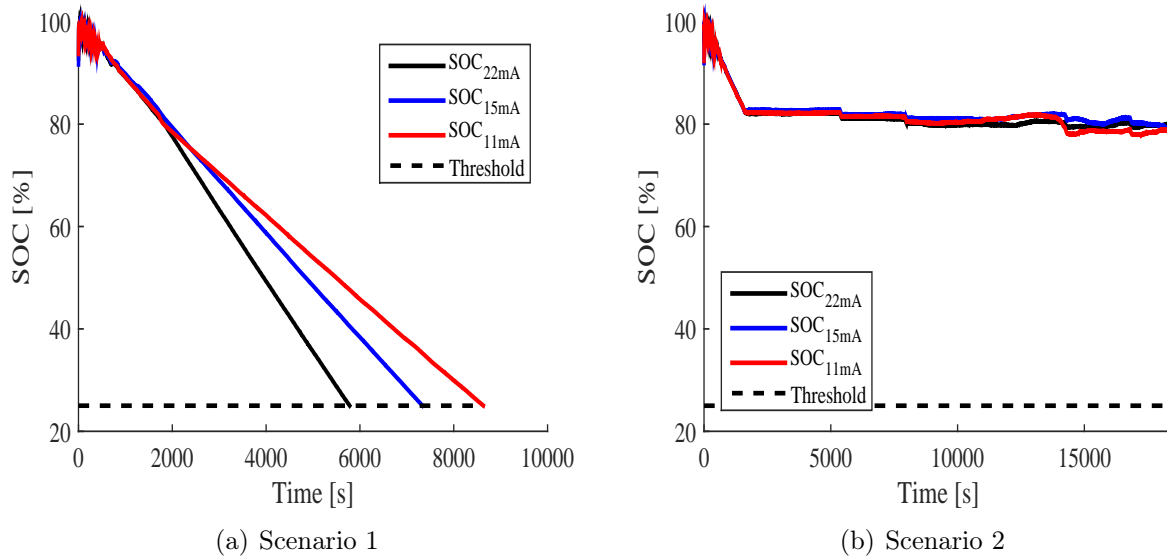 100
80
60
40
20
SOC [%]
0
2000
4000
6000
8000
10000
Time [s]
SOC22mA
SOC15mA
SOC11mA
Threshold
(a) Scenario 1
100
80
60
40
20
SOC [%]
0
5000
10000
15000
Time [s]
SOC22mA
SOC15mA
SOC11mA
Threshold
(b) Scenario 2